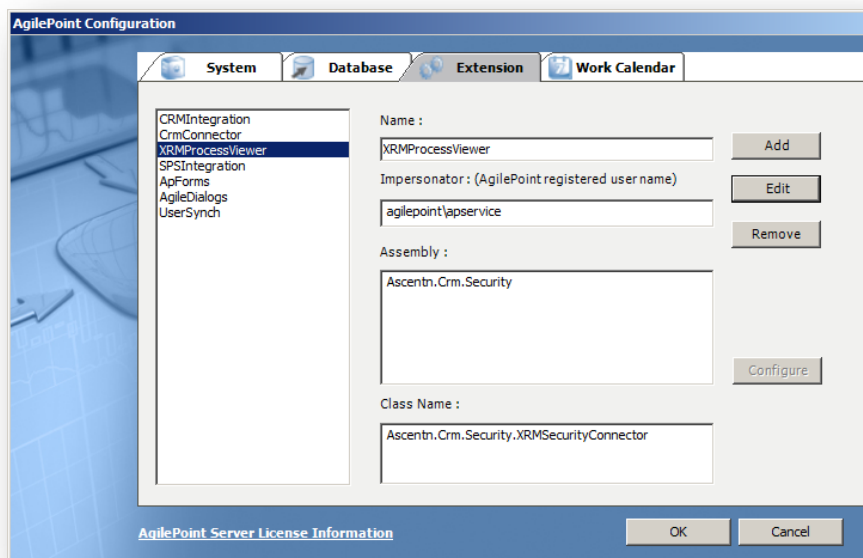 AgilePoint Configuration
System
Database
Extension
Work Calendar
CRMIntegration
CrmConnector
XRMProcessViewer
SPSIntegration
ApForms
AgileDialogs
UserSynch
Name :
XRMProcessViewer
Impersonator : (AgilePoint registered user name)
agilepoint\apservice
Assembly :
Ascentn.Crm.Security
Class Name :
Ascentn.Crm.Security.XRMSecurityConnector
Add
Edit
Remove
Configure
AgilePoint Server License Information
OK
Cancel